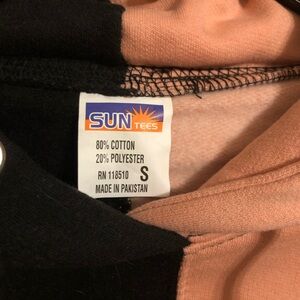 SUN TEES
80% COTTON
20% POLYESTER
RN 118510 S
MADE IN PAKISTAN